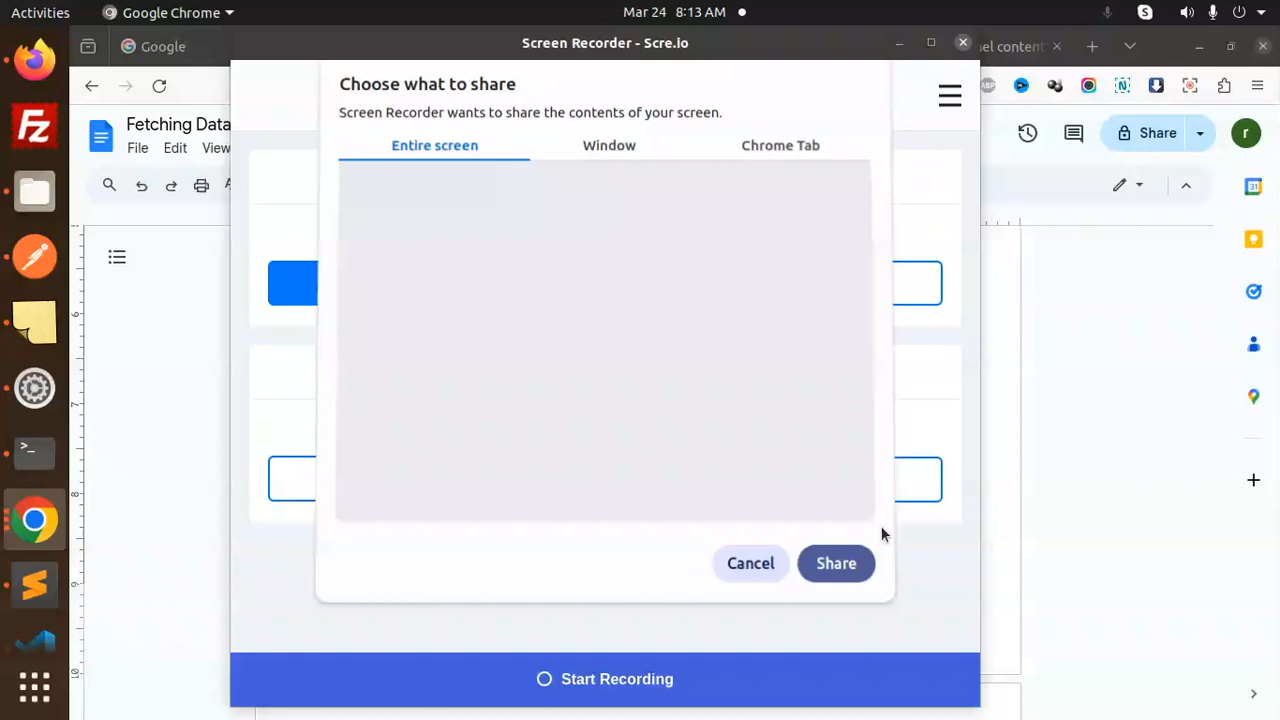 Activities
Google Chrome
Mar 24 8:13 AM
Google
Screen Recorder - Scre.io
nel content
Fetching Data
File Edit View
Share
r
Choose what to share
Screen Recorder wants to share the contents of your screen.
Entire screen
Window
Chrome Tab
Cancel
Share
Start Recording